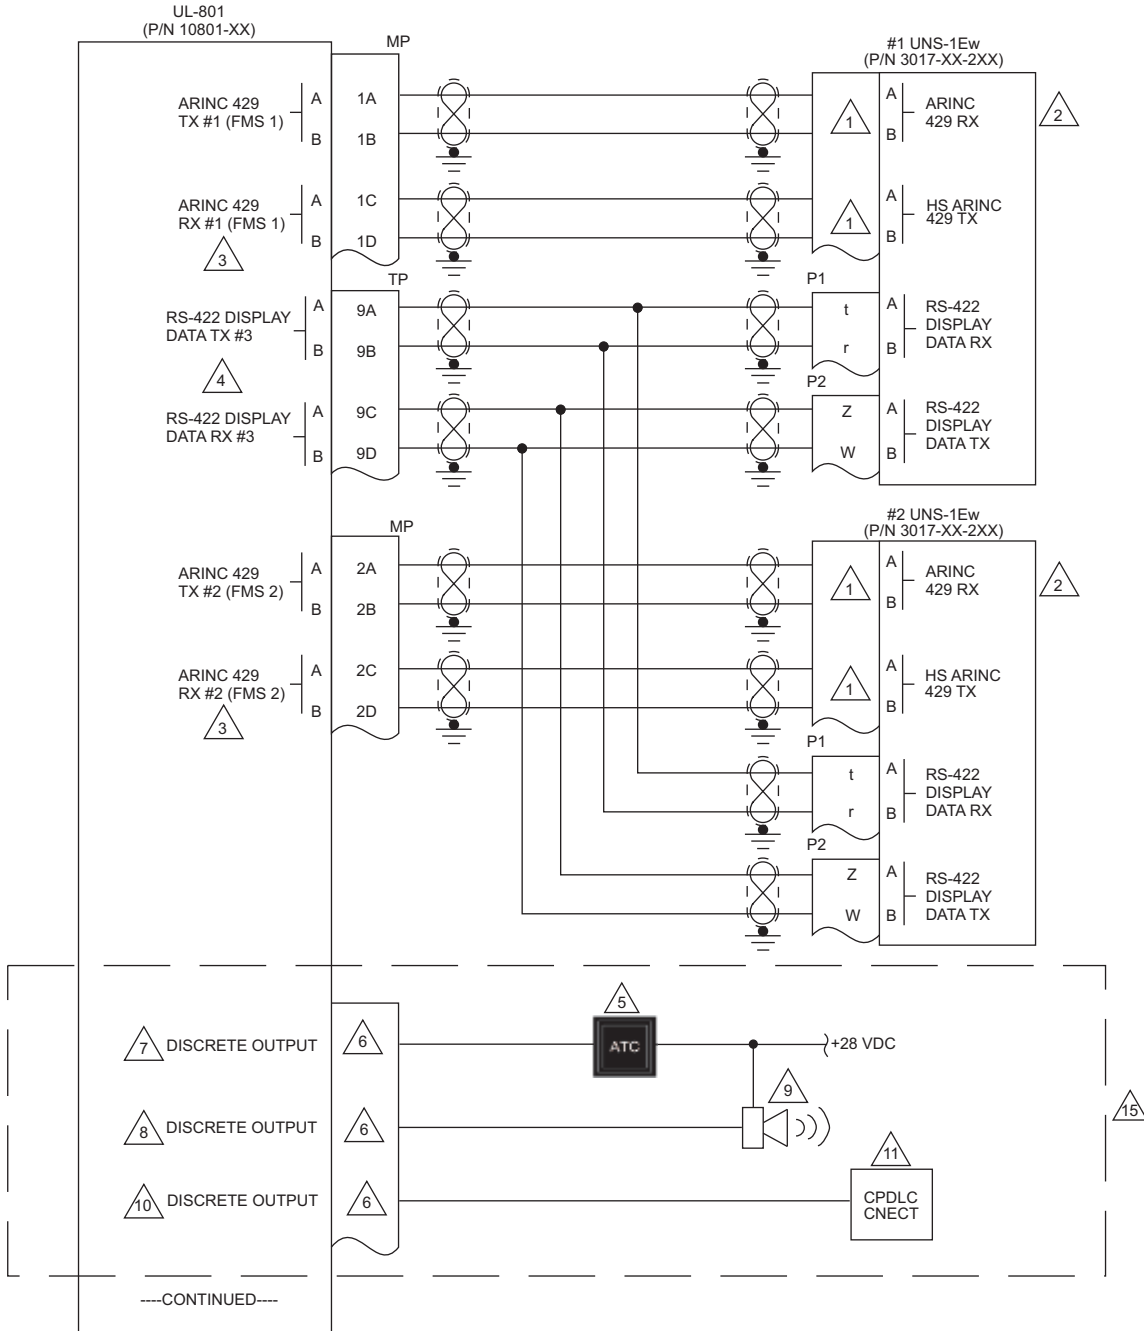 UL-801
(P/N 10801-XX)
MP
#1 UNS-1Ew
(P/N 3017-XX-2XX)
ARINC 429
TX #1 (FMS 1)
A
B
1A
1B
1
A
B
ARINC
429 RX
2
ARINC 429
RX #1 (FMS 1)
A
B
3
1C
1D
1
A
B
HS ARINC
429 TX
TP
P1
RS-422 DISPLAY
DATA TX #3
A
B
4
9A
9B
t
r
A
B
RS-422
DISPLAY
DATA RX
P2
RS-422 DISPLAY
DATA RX #3
A
B
9C
9D
Z
W
A
B
RS-422
DISPLAY
DATA TX
MP
#2 UNS-1Ew
(P/N 3017-XX-2XX)
ARINC 429
TX #2 (FMS 2)
A
B
2A
2B
1
A
B
ARINC
429 RX
2
ARINC 429
RX #2 (FMS 2)
A
B
3
2C
2D
1
A
B
HS ARINC
429 TX
P1
t
r
A
B
RS-422
DISPLAY
DATA RX
P2
Z
W
A
B
RS-422
DISPLAY
DATA TX
5
7 DISCRETE OUTPUT
6
ATC
+28 VDC
9
8 DISCRETE OUTPUT
6
15
11
10 DISCRETE OUTPUT
6
CPDLC
CNECT
----CONTINUED----